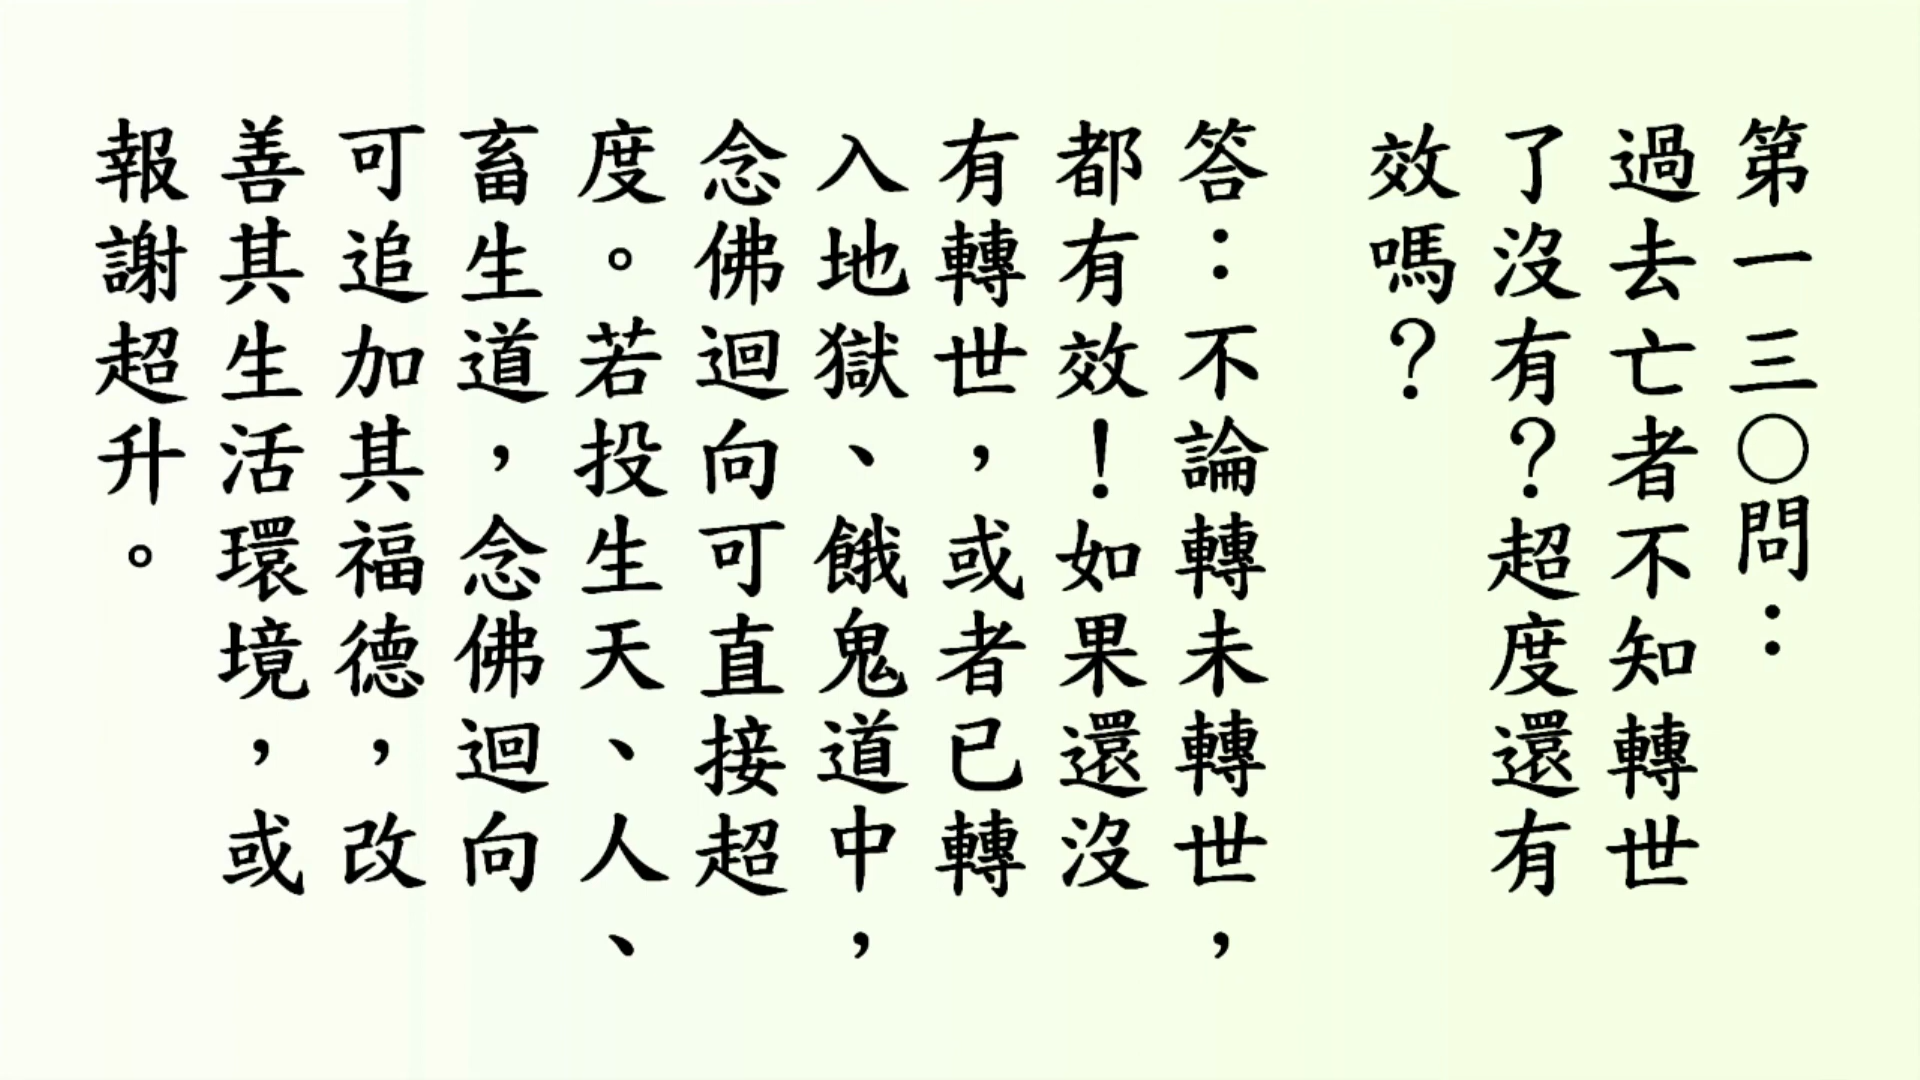 第一三○問：
過去亡者不知轉世
了沒有？超度還有
效嗎？
答：不論轉未轉世，
都有效！如果還沒
有轉世，或者已轉
入地獄、餓鬼道中，
念佛迴向可直接超
度。若投生天、人、
畜生道，念佛迴向
可追加其福德，改
善其生活環境，或
報謝超升。